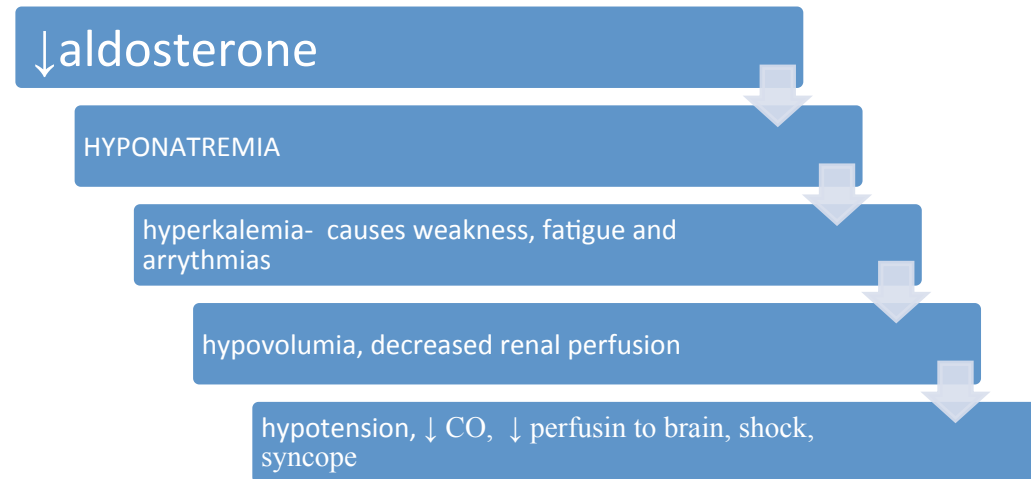 ↓aldosterone
HYPONATREMIA
hyperkalemia- causes weakness, fatigue and
arrythmias
hypovolumia, decreased renal perfusion
hypotension, ↓ CO, ↓ perfusin to brain, shock,
syncope